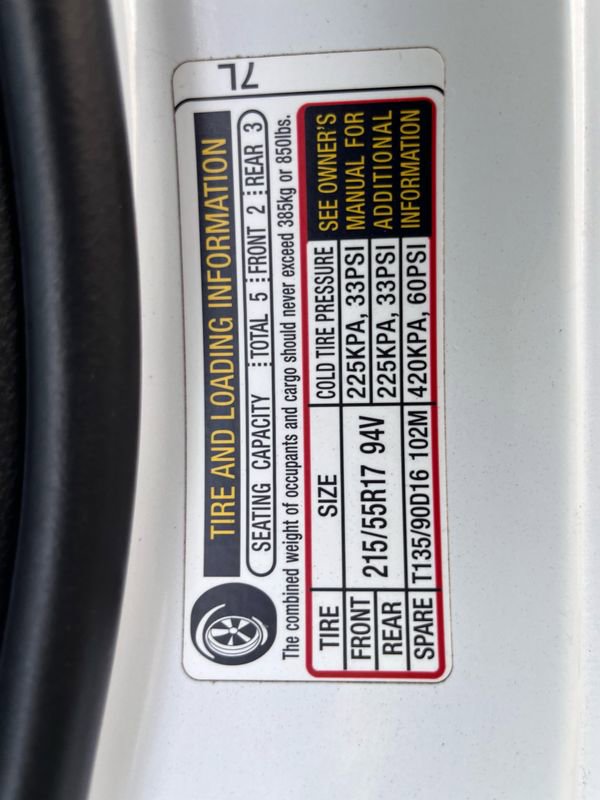 7L
TIRE AND LOADING INFORMATION
SEATING CAPACITY TOTAL 5 FRONT 2 REAR 3
The combined weight of occupants and cargo should never exceed 385kg or 850lbs.
TIRE SIZE COLD TIRE PRESSURE SEE OWNER'S
FRONT 215/55R17 94V 225KPA, 33PSI MANUAL FOR
REAR 225KPA, 33PSI ADDITIONAL
SPARE T135/90D16 102M 420KPA, 60PSI INFORMATION